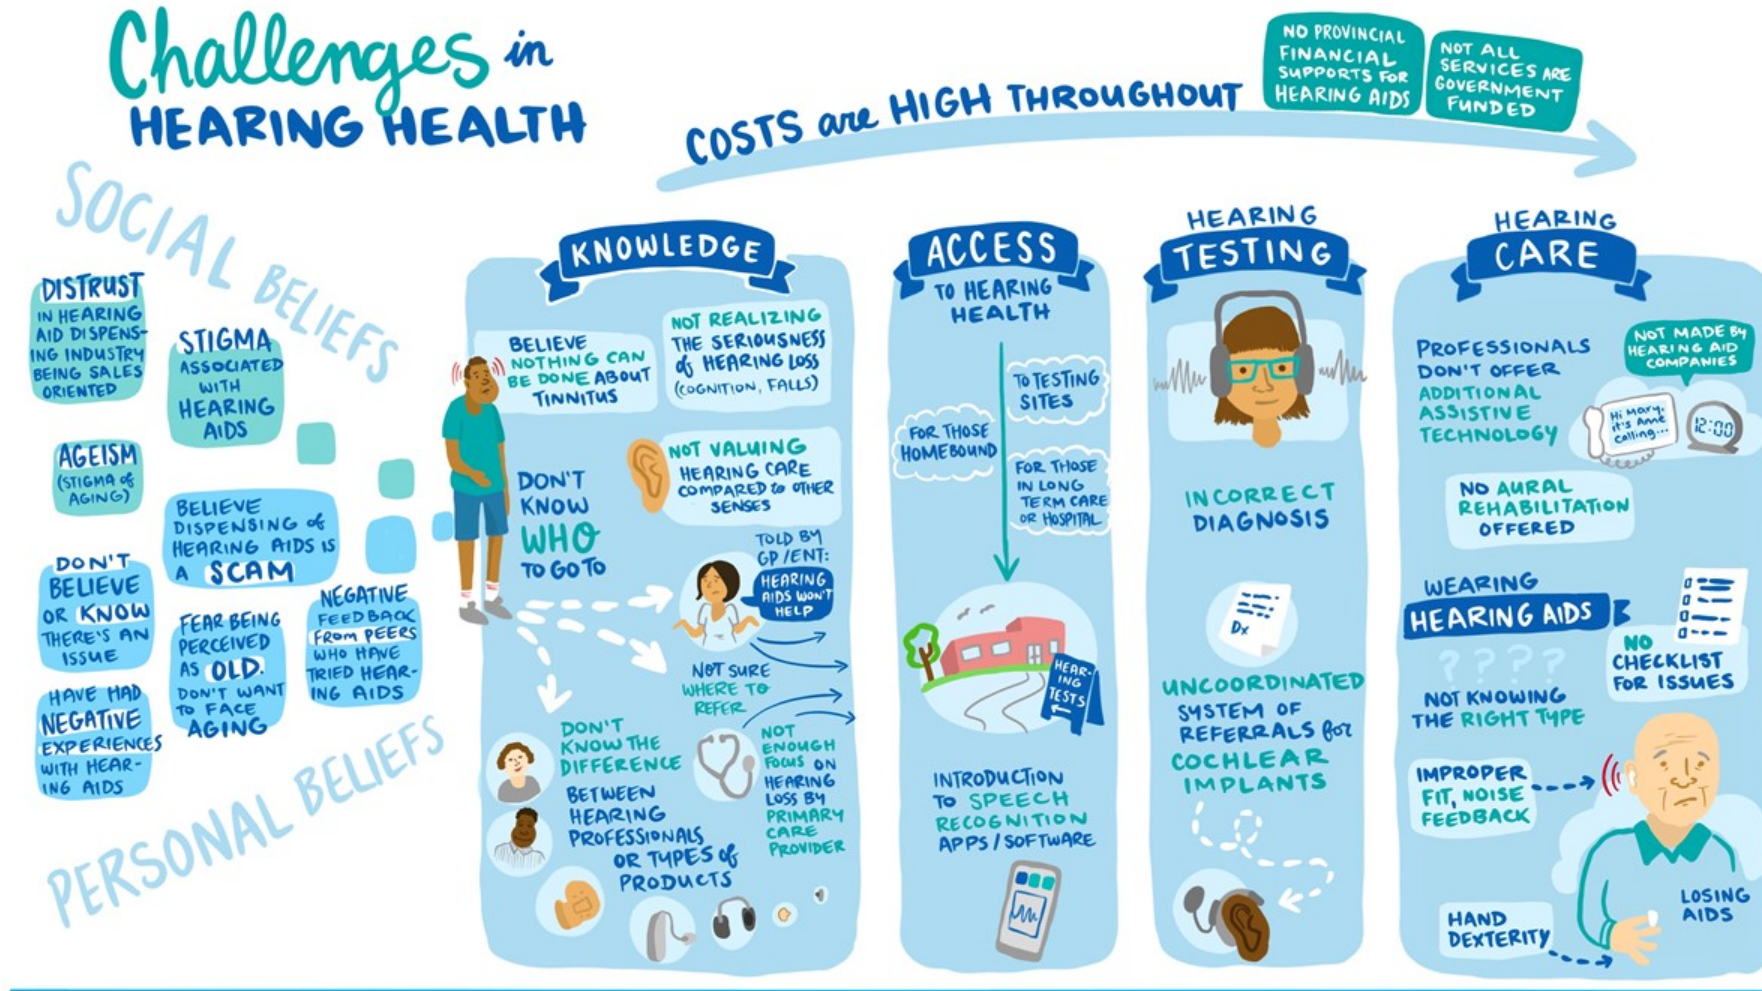 Challenges in
HEARING HEALTH
COSTS are HIGH THROUGHOUT
NO PROVINCIAL
FINANCIAL
SUPPORTS FOR
HEARING AIDS
NOT ALL
SERVICES ARE
GOVERNMENT
FUNDED
SOCIAL BELIEFS
DISTRUST
IN HEARING
AID DISPENS-
ING INDUSTRY
BEING SALES
ORIENTED
STIGMA
ASSOCIATED
WITH
HEARING
AIDS
AGEISM
(STIGMA of
AGING)
BELIEVE
DISPENSING of
HEARING AIDS IS
A SCAM
DON'T
BELIEVE
OR KNOW
THERE'S AN
ISSUE
FEAR BEING
PERCEIVED
AS OLD.
DON'T WANT
TO FACE
AGING
NEGATIVE
FEEDBACK
FROM PEERS
WHO HAVE
TRIED HEAR-
ING AIDS
HAVE HAD
NEGATIVE
EXPERIENCES
WITH HEAR-
ING AIDS
PERSONAL BELIEFS
KNOWLEDGE
BELIEVE
NOTHING CAN
BE DONE ABOUT
TINNITUS
NOT REALIZING
THE SERIOUSNESS
of HEARING LOSS
(COGNITION, FALLS)
DON'T
KNOW
WHO
TO GO TO
NOT VALUING
HEARING CARE
COMPARED to OTHER
SENSES
TOLD BY
GP/ENT:
HEARING
AIDS WON'T
HELP
NOT SURE
WHERE TO
REFER
DON'T
KNOW THE
DIFFERENCE
BETWEEN
HEARING
PROFESSIONALS
OR TYPES of
PRODUCTS
NOT
ENOUGH
FOCUS ON
HEARING
LOSS BY
PRIMARY
CARE
PROVIDER
ACCESS
TO HEARING
HEALTH
TO TESTING
SITES
FOR THOSE
HOMEBOUND
FOR THOSE
IN LONG
TERM CARE
OR HOSPITAL
HEAR-
ING
TESTS
INTRODUCTION
TO SPEECH
RECOGNITION
APPS/SOFTWARE
HEARING
TESTING
INCORRECT
DIAGNOSIS
Dx
UNCOORDINATED
SYSTEM OF
REFERRALS for
COCHLEAR
IMPLANTS
HEARING
CARE
PROFESSIONALS
DON'T OFFER
ADDITIONAL
ASSISTIVE
TECHNOLOGY
NOT MADE BY
HEARING AID
COMPANIES
Hi Mary,
it's Ame
calling...
12:00
NO AURAL
REHABILITATION
OFFERED
WEARING
HEARING AIDS
? ? ? ?
NOT KNOWING
THE RIGHT TYPE
NO
CHECKLIST
FOR ISSUES
IMPROPER
FIT, NOISE
FEEDBACK
HAND
DEXTERITY
LOSING
AIDS